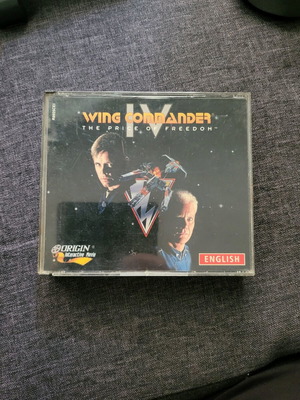 IV
WING COMMANDER
THE PRICE OF FREEDOM
ORIGIN
Interactive Movie
ENGLISH